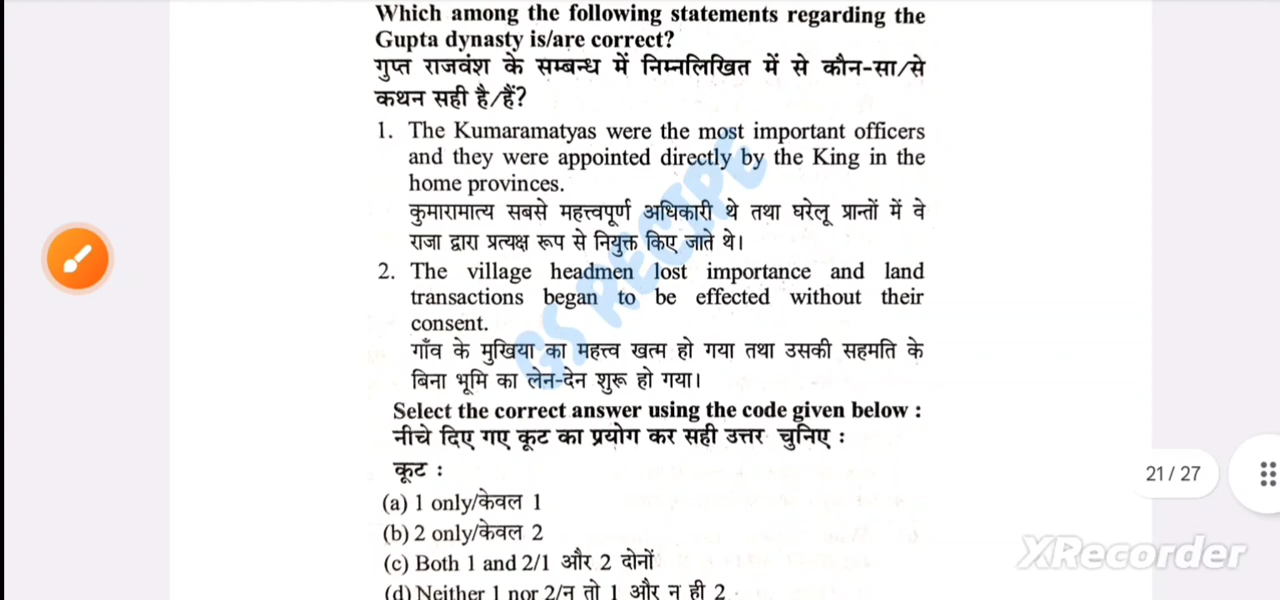 Which among the following statements regarding the
Gupta dynasty is/are correct?
गुप्त राजवंश के सम्बन्ध में निम्नलिखित में से कौन-सा/से
कथन सही है/हैं?
1. The Kumaramatyas were the most important officers
and they were appointed directly by the King in the
home provinces.
कुमारामात्य सबसे महत्त्वपूर्ण अधिकारी थे तथा घरेलू प्रान्तों में वे
राजा द्वारा प्रत्यक्ष रूप से नियुक्त किए जाते थे।
2. The village headmen lost importance and land
transactions began to be effected without their
consent.
गाँव के मुखिया का महत्त्व खत्म हो गया तथा उसकी सहमति के
बिना भूमि का लेन-देन शुरू हो गया।
Select the correct answer using the code given below :
नीचे दिए गए कूट का प्रयोग कर सही उत्तर चुनिए :
कूट :
(a) 1 only/केवल 1
(b) 2 only/केवल 2
(c) Both 1 and 2/1 और 2 दोनों
(d) Neither 1 nor 2/न तो 1 और न ही 2
GS RECIPE
21 / 27
XRecorder